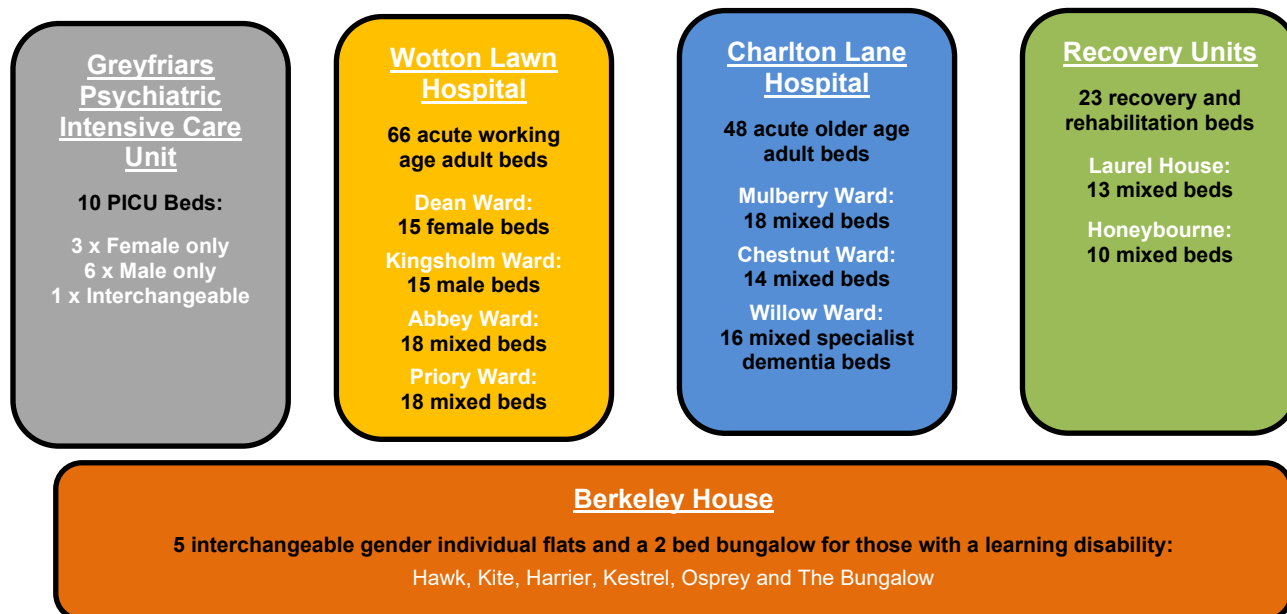 Greyfriars
Psychiatric
Intensive Care
Unit
10 PICU Beds:
3 x Female only
6 x Male only
1 x Interchangeable
Wotton Lawn
Hospital
66 acute working
age adult beds
Dean Ward:
15 female beds
Kingsholm Ward:
15 male beds
Abbey Ward:
18 mixed beds
Priory Ward:
18 mixed beds
Charlton Lane
Hospital
48 acute older age
adult beds
Mulberry Ward:
18 mixed beds
Chestnut Ward:
14 mixed beds
Willow Ward:
16 mixed specialist
dementia beds
Recovery Units
23 recovery and
rehabilitation beds
Laurel House:
13 mixed beds
Honeybourne:
10 mixed beds
Berkeley House
5 interchangeable gender individual flats and a 2 bed bungalow for those with a learning disability:
Hawk, Kite, Harrier, Kestrel, Osprey and The Bungalow